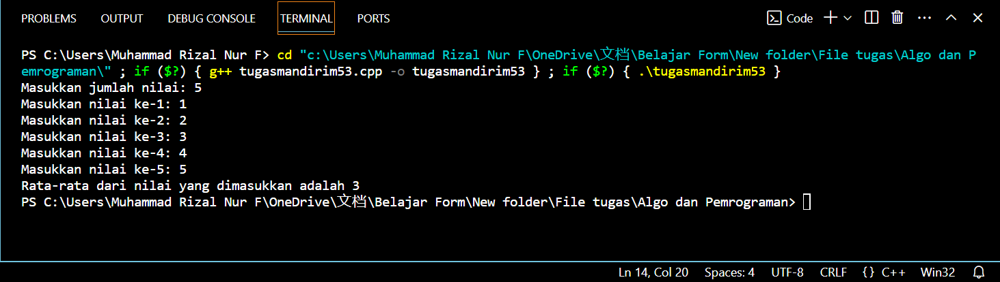 PROBLEMS OUTPUT DEBUG CONSOLE TERMINAL PORTS Code
PS C:\Users\Muhammad Rizal Nur F> cd "c:\Users\Muhammad Rizal Nur F\OneDrive\文档\Belajar Form\New folder\File tugas\Algo dan P
emrograman\" ; if ($?) { g++ tugasmandirim53.cpp -o tugasmandirim53 } ; if ($?) { .\tugasmandirim53 }
Masukkan jumlah nilai: 5
Masukkan nilai ke-1: 1
Masukkan nilai ke-2: 2
Masukkan nilai ke-3: 3
Masukkan nilai ke-4: 4
Masukkan nilai ke-5: 5
Rata-rata dari nilai yang dimasukkan adalah 3
PS C:\Users\Muhammad Rizal Nur F\OneDrive\文档\Belajar Form\New folder\File tugas\Algo dan Pemrograman>
Ln 14, Col 20 Spaces: 4 UTF-8 CRLF {} C++ Win32